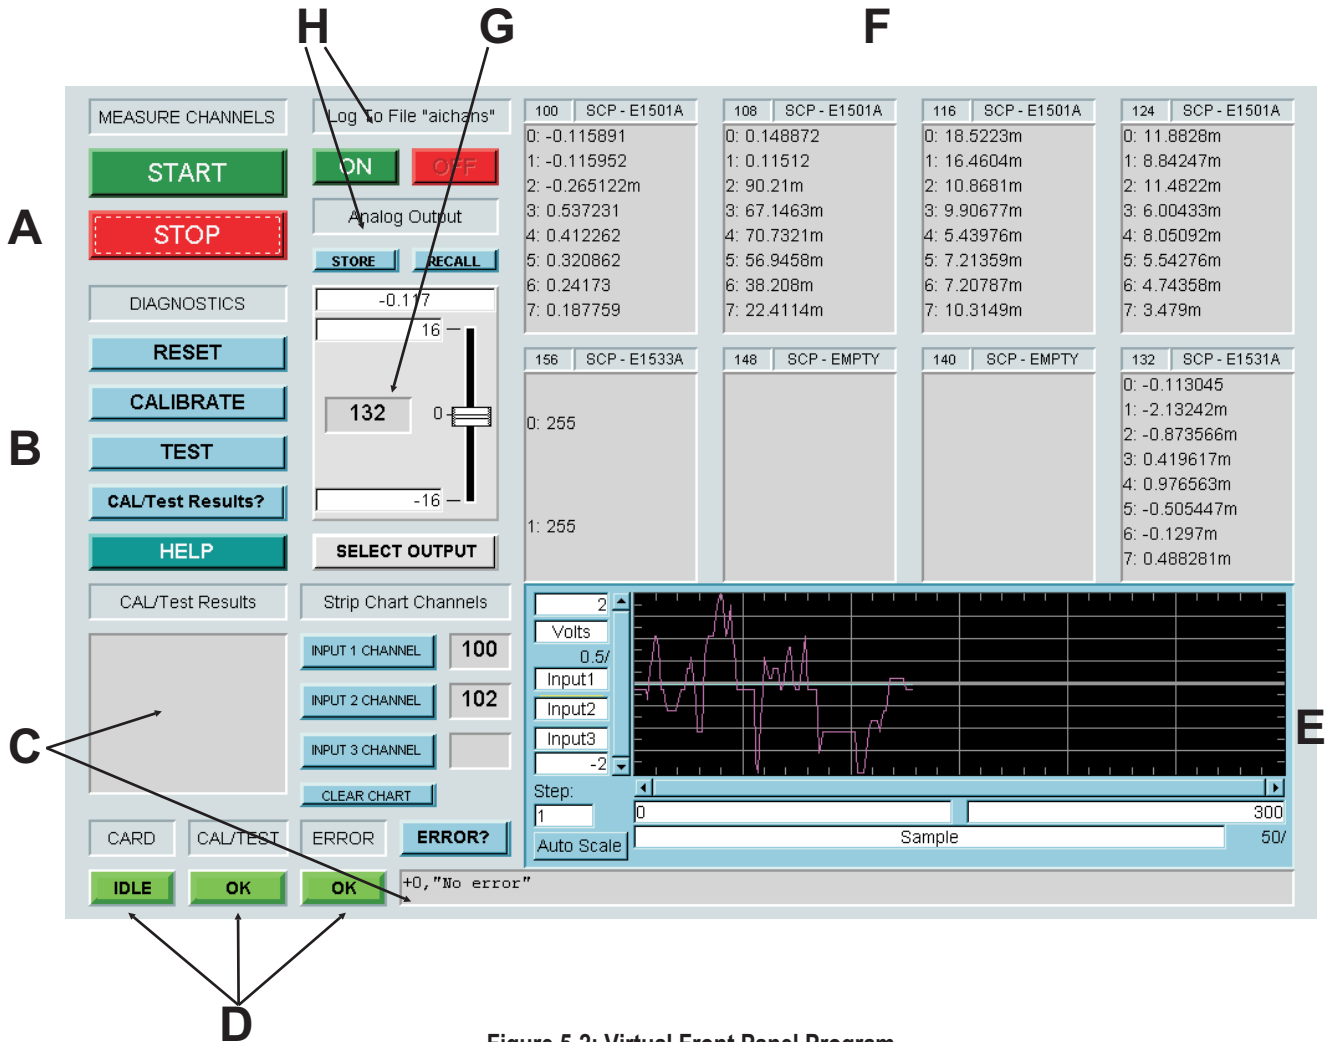 H G F
MEASURE CHANNELS
Log To File "aichans"
START
ON OFF
A
STOP
Analog Output
STORE RECALL
DIAGNOSTICS
-0.117
16
RESET
CALIBRATE
132 0
B
TEST
CAL/Test Results?
-16
HELP
SELECT OUTPUT
100 SCP - E1501A
0: -0.115891
1: -0.115952
2: -0.265122m
3: 0.537231
4: 0.412262
5: 0.320862
6: 0.24173
7: 0.187759
108 SCP - E1501A
0: 0.148872
1: 0.11512
2: 90.21m
3: 67.1463m
4: 70.7321m
5: 56.9458m
6: 38.208m
7: 22.4114m
116 SCP - E1501A
0: 18.5223m
1: 16.4604m
2: 10.8681m
3: 9.90677m
4: 5.43976m
5: 7.21359m
6: 7.20787m
7: 10.3149m
124 SCP - E1501A
0: 11.8828m
1: 8.84247m
2: 11.4822m
3: 6.00433m
4: 8.05092m
5: 5.54276m
6: 4.74358m
7: 3.479m
156 SCP - E1533A
0: 255
1: 255
148 SCP - EMPTY
140 SCP - EMPTY
132 SCP - E1531A
0: -0.113045
1: -2.13242m
2: -0.873566m
3: 0.419617m
4: 0.976563m
5: -0.505447m
6: -0.1297m
7: 0.488281m
CAL/Test Results
Strip Chart Channels
INPUT 1 CHANNEL 100
INPUT 2 CHANNEL 102
INPUT 3 CHANNEL
CLEAR CHART
C
2
Volts
0.5/
Input1
Input2
Input3
-2
E
Step:
1
0 300
Auto Scale
Sample 50/
CARD CAL/TEST ERROR ERROR?
IDLE OK OK
+0,"No error"
D
Figure 5-2: Virtual Front Panel Program